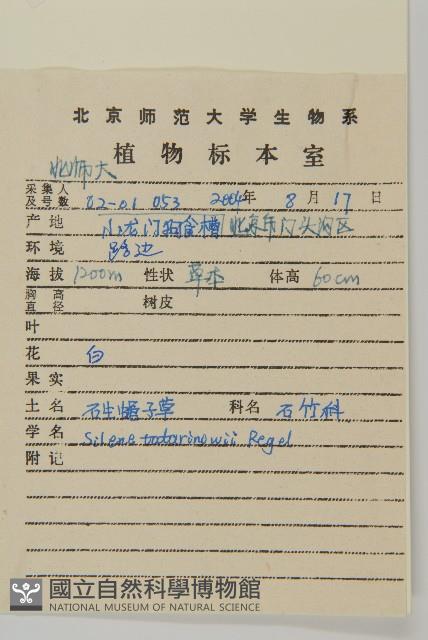 北京师范大学生物系
植物标本室
北师大
采集人及号数 02-01 053 2004年 8月17日
产地 小龙门狗食槽 北京市门头沟区
环境 路边
海拔 1200m 性状 草本 体高 60cm
胸高直径 树皮
叶
花 白
果实
土名 石生蝇子草 科名 石竹科
学名 Silene tatarinowii Regel
附记
國立自然科學博物館
NATIONAL MUSEUM OF NATURAL SCIENCE